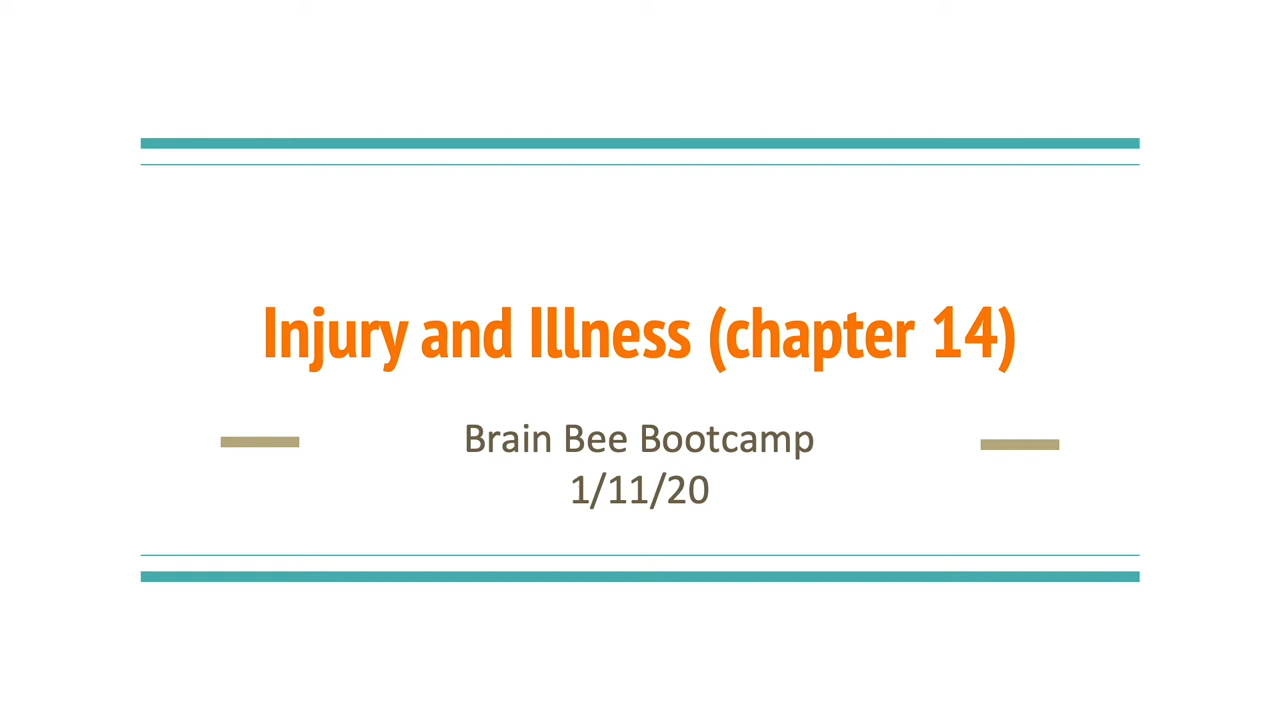 Injury and Illness (chapter 14)
Brain Bee Bootcamp
1/11/20